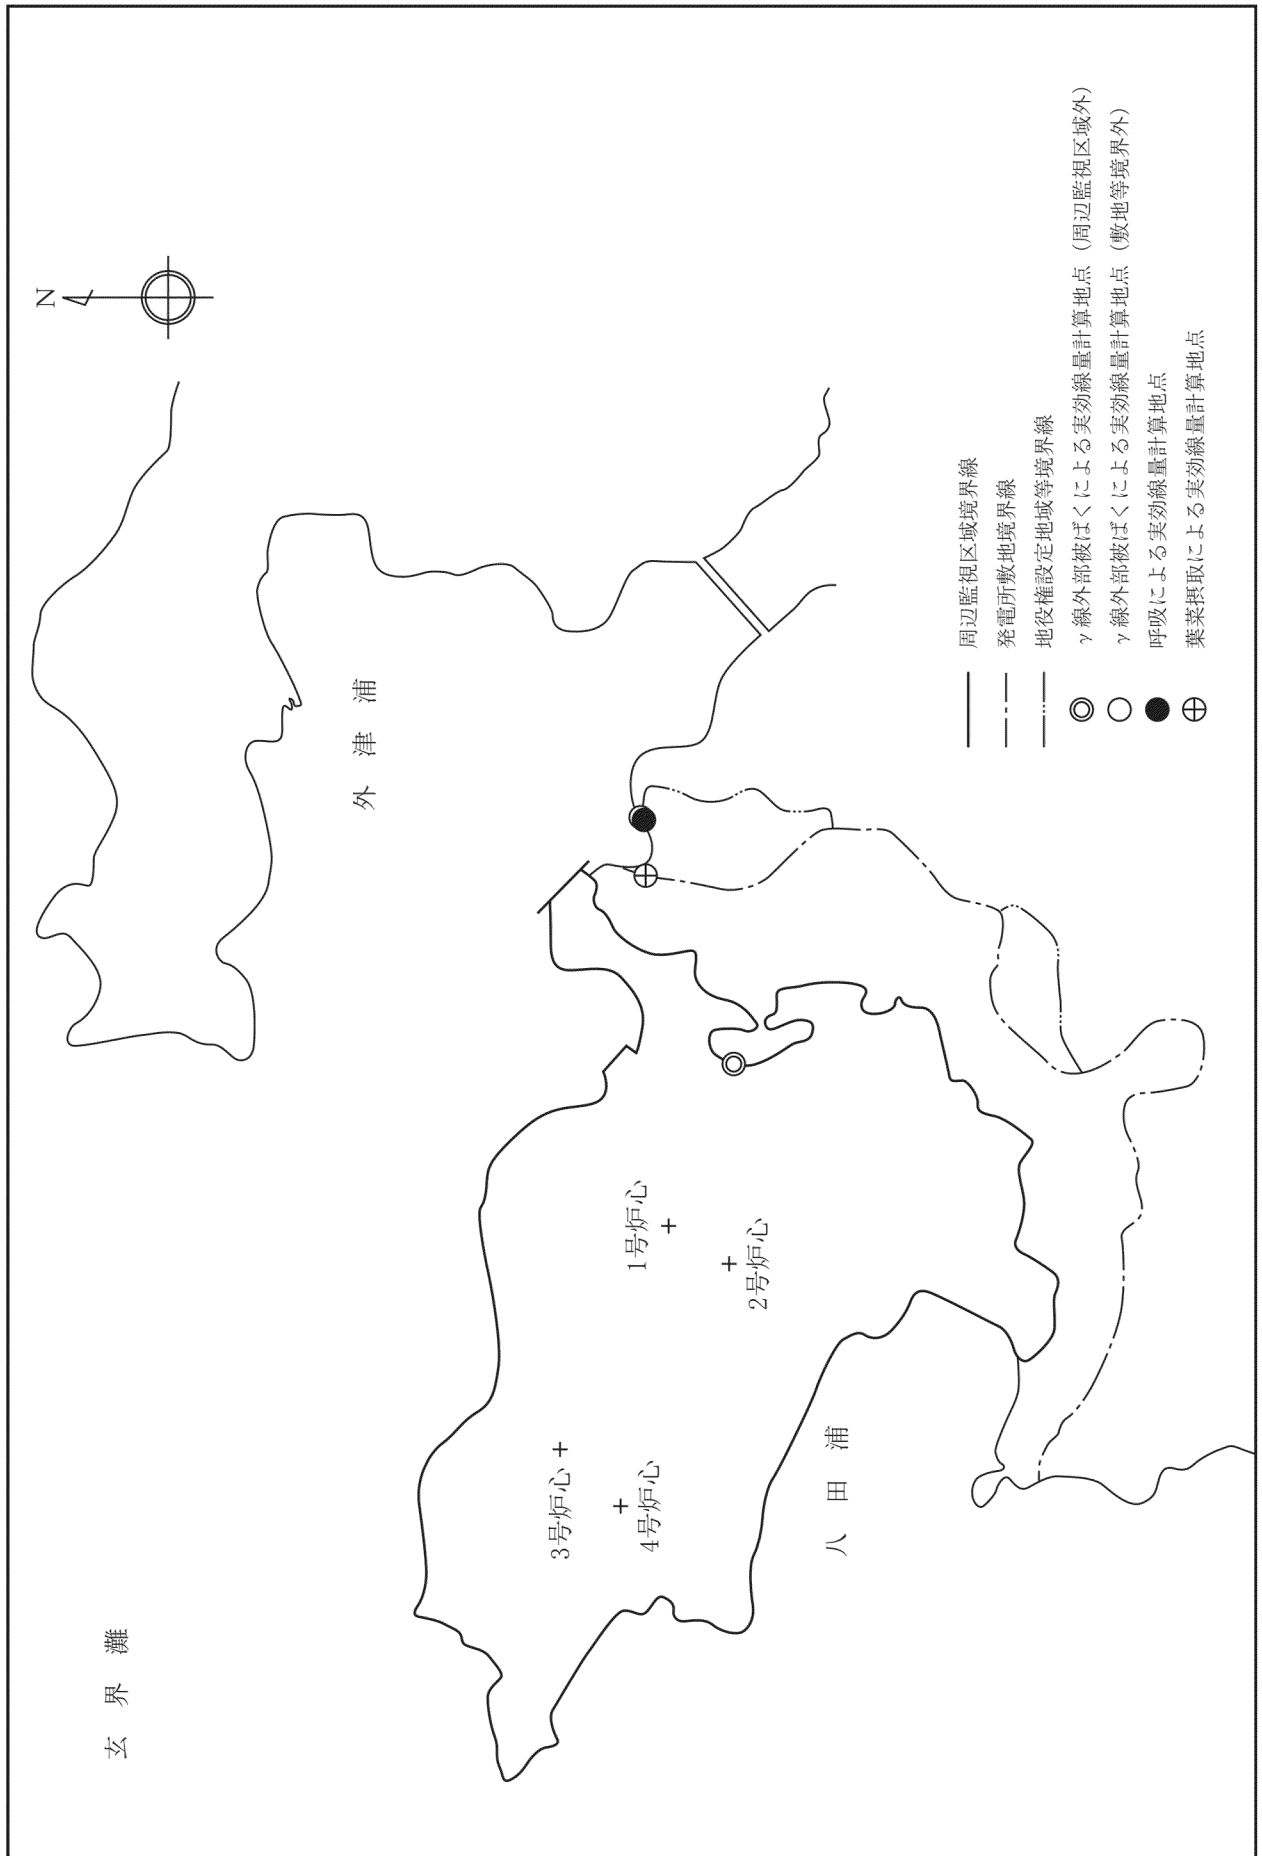 N
玄界灘
外津浦
八田浦
1号炉心
2号炉心
3号炉心
4号炉心
周辺監視区域境界線
発電所敷地境界線
地役権設定地域等境界線
γ線外部被ばくによる実効線量計算地点（周辺監視区域外）
γ線外部被ばくによる実効線量計算地点（敷地等境界外）
呼吸による実効線量計算地点
葉菜摂取による実効線量計算地点